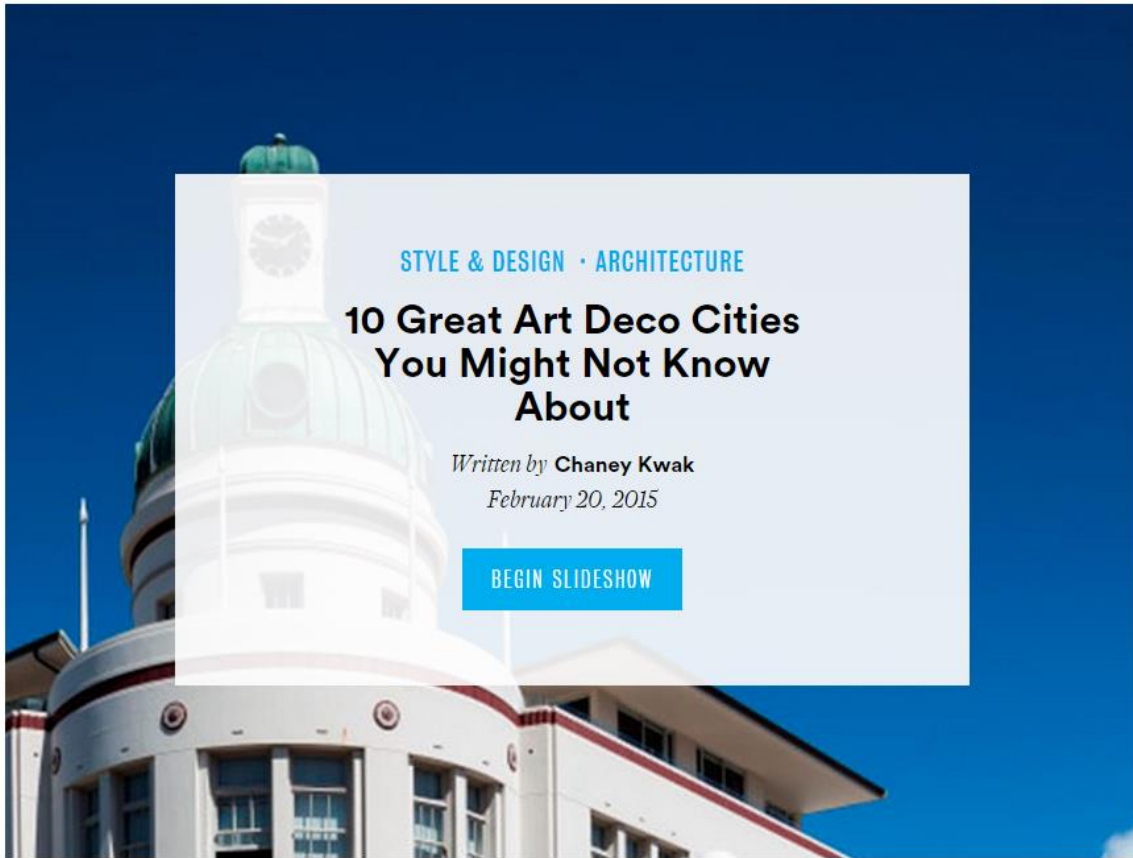 STYLE & DESIGN · ARCHITECTURE
10 Great Art Deco Cities
You Might Not Know
About
Written by Chaney Kwak
February 20, 2015
BEGIN SLIDESHOW